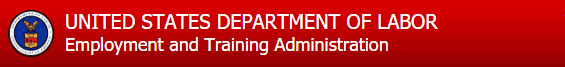 UNITED STATES DEPARTMENT OF LABOR
Employment and Training Administration